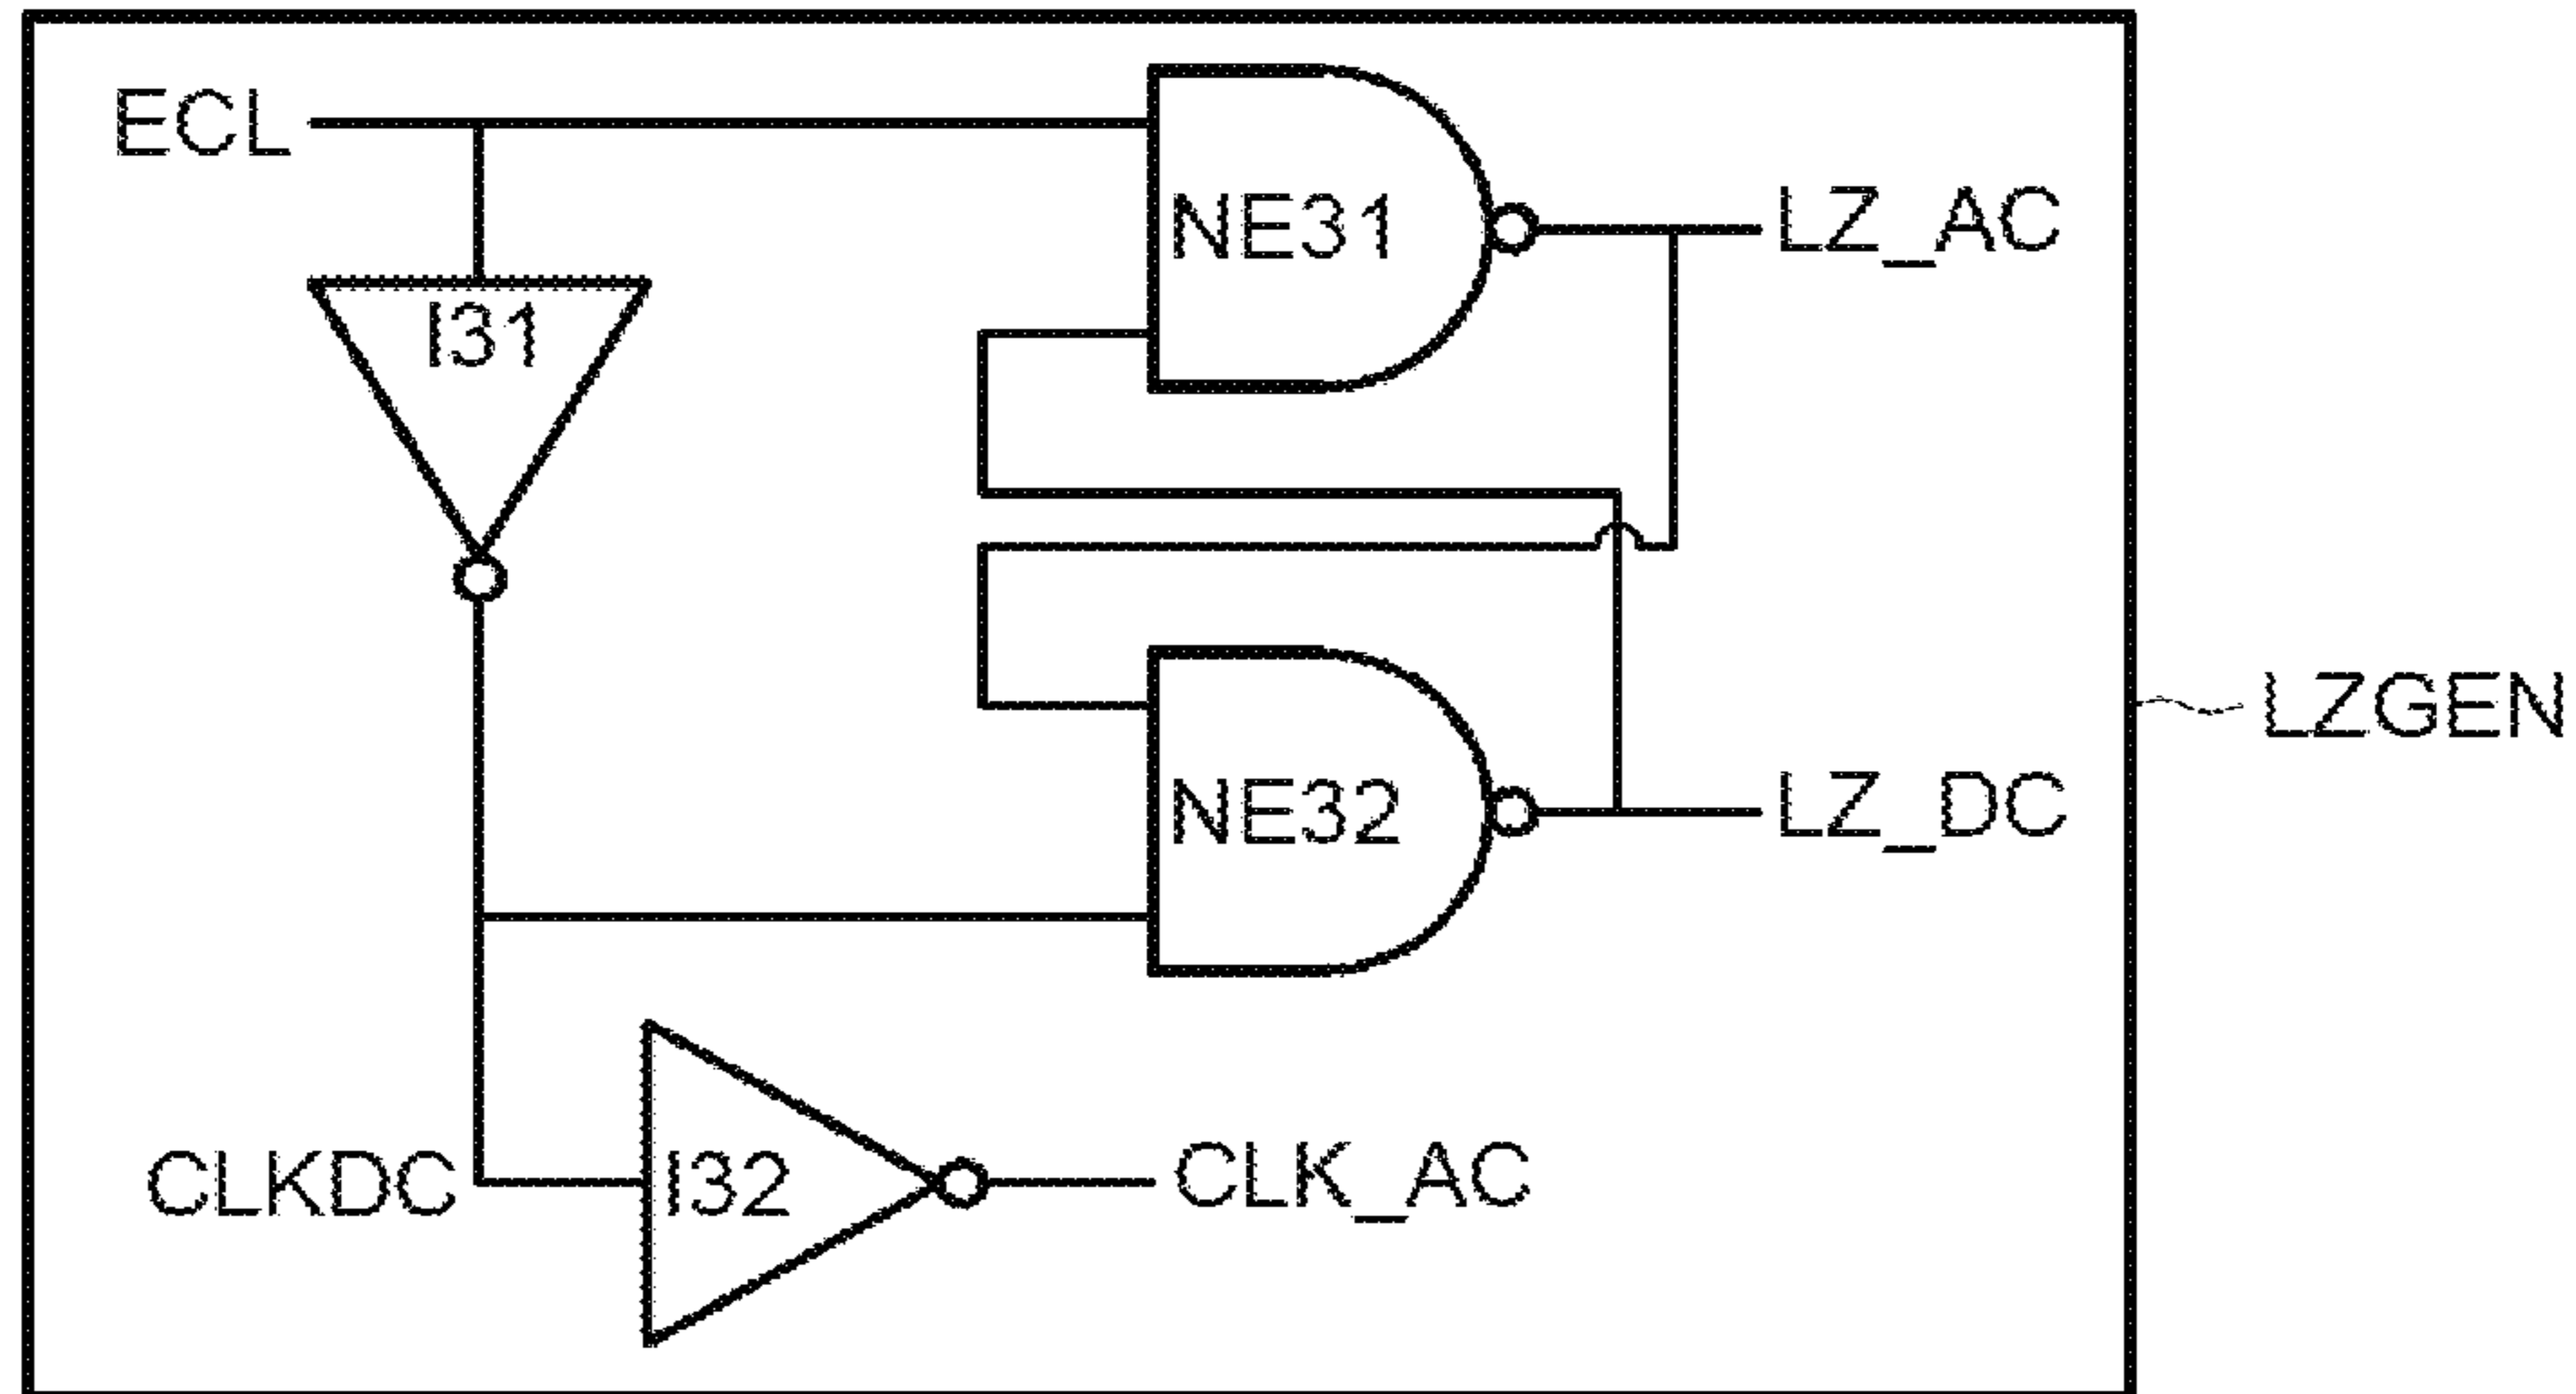 ECL
NE31
LZ_AC
I31
LZGEN
NE32
LZ_DC
CLKDC
I32
CLK_AC